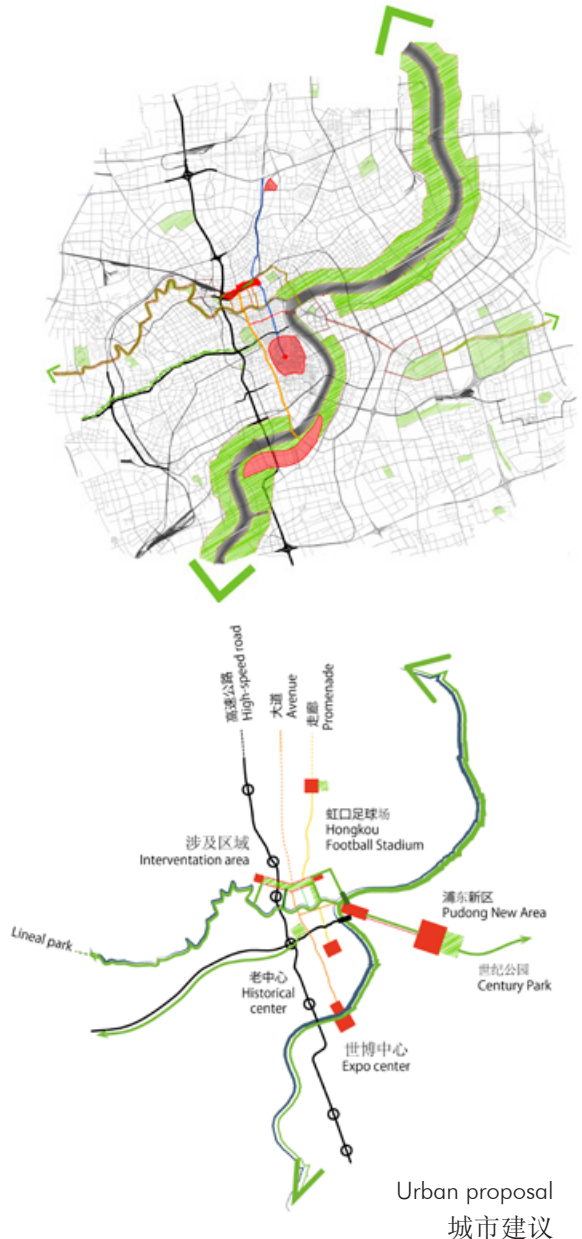 高速公路
High-speed road
大道
Avenue
走廊
Promenade
虹口足球场
Hongkou
Football Stadium
涉及区域
Interventation area
浦东新区
Pudong New Area
Lineal park
世纪公园
Century Park
老中心
Historical
center
世博中心
Expo center
Urban proposal
城市建议